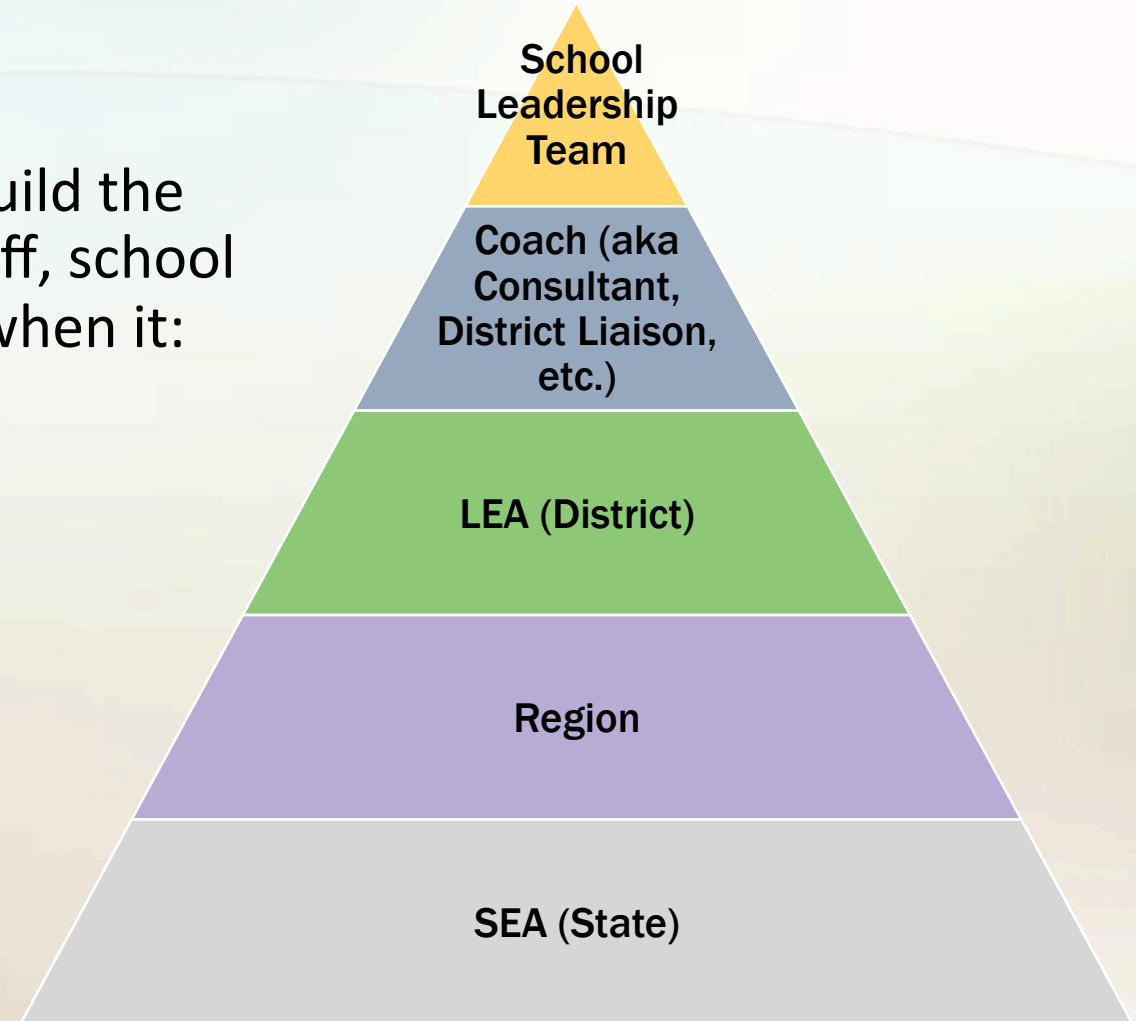 uild the
ff, school
when it:
School
Leadership
Team
Coach (aka
Consultant,
District Liaison,
etc.)
LEA (District)
Region
SEA (State)